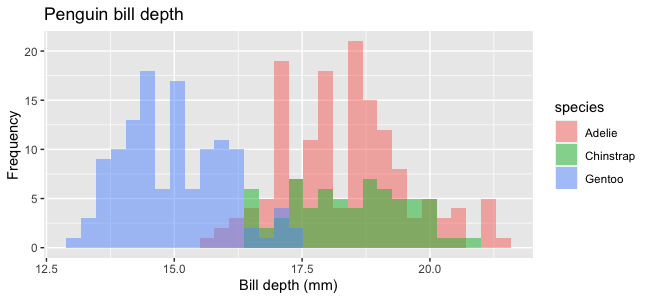 Penguin bill depth
Frequency
20
15
10
5
0
12.5 15.0 17.5 20.0
Bill depth (mm)
species
Adelie
Chinstrap
Gentoo